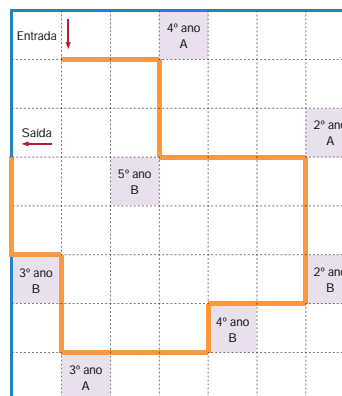 4º ano
A
Entrada
2º ano
A
Saída
5º ano
B
3º ano
B
2º ano
B
4º ano
B
3º ano
A